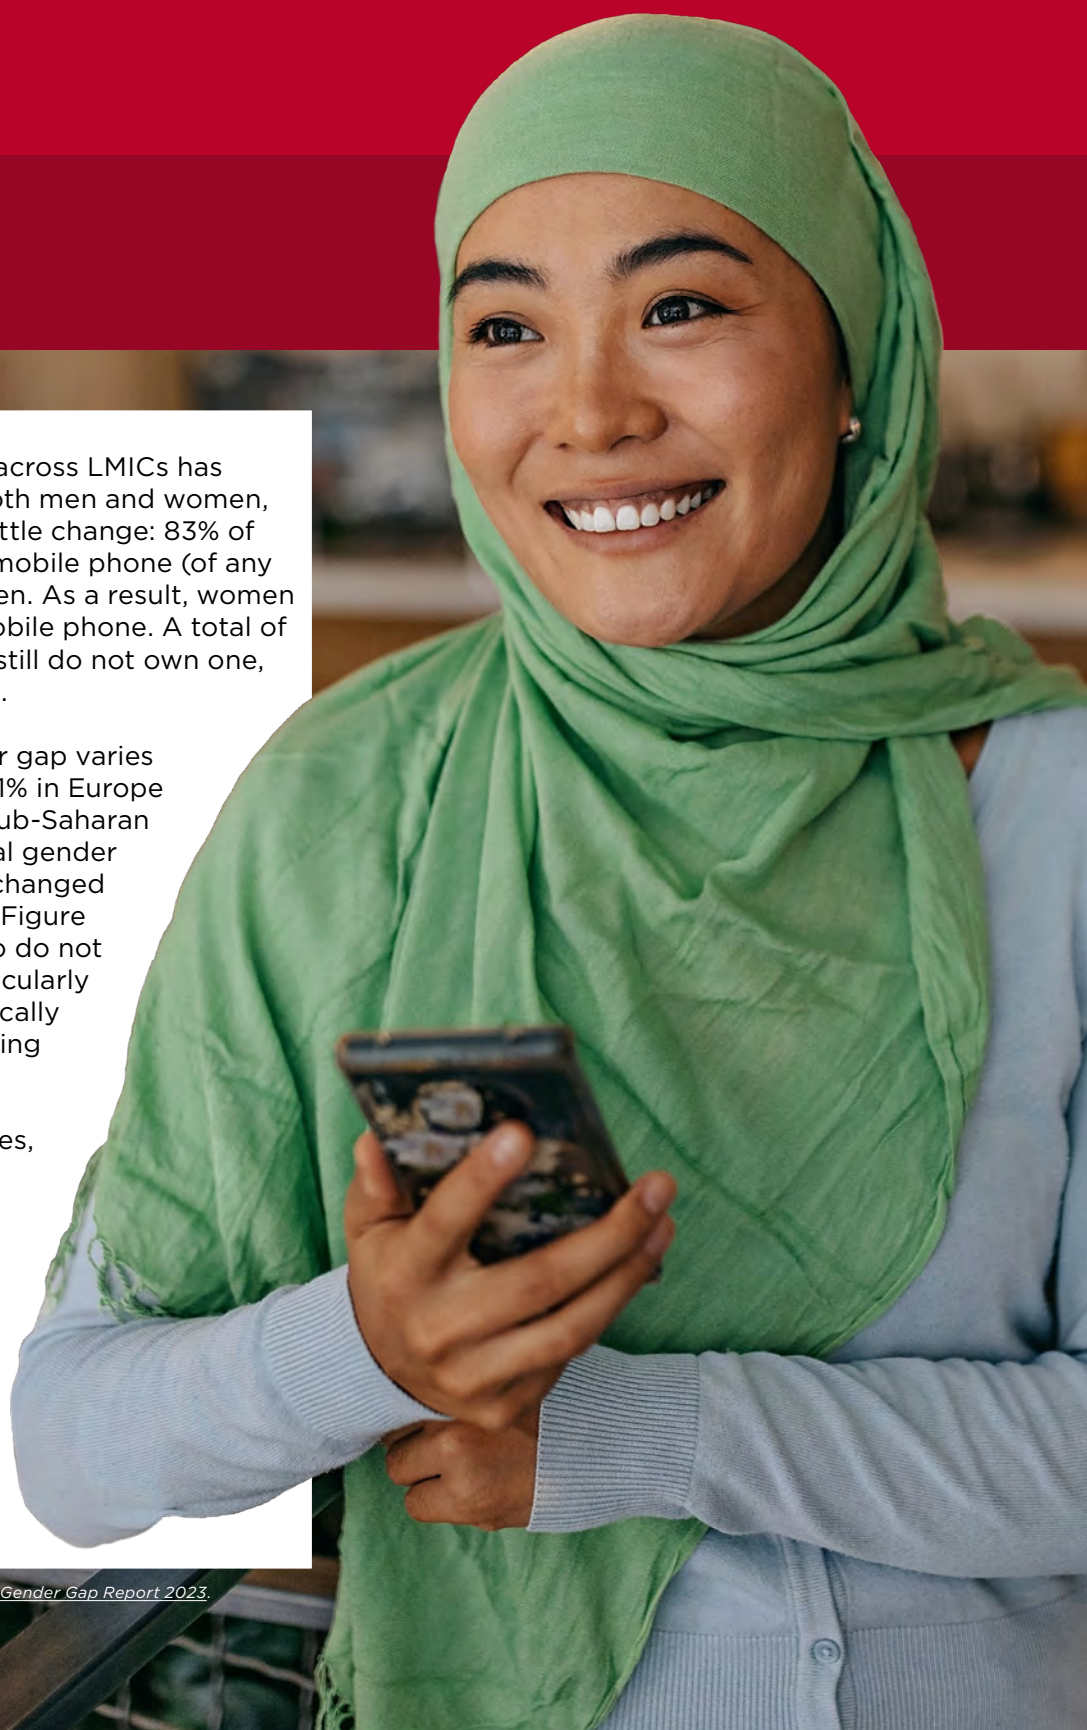 across LMICs has
oth men and women,
ttle change: 83% of
mobile phone (of any
en. As a result, women
obile phone. A total of
still do not own one,
.
r gap varies
1% in Europe
ub-Saharan
al gender
changed
Figure
o do not
cularly
cally
ing
es,
Gender Gap Report 2023.